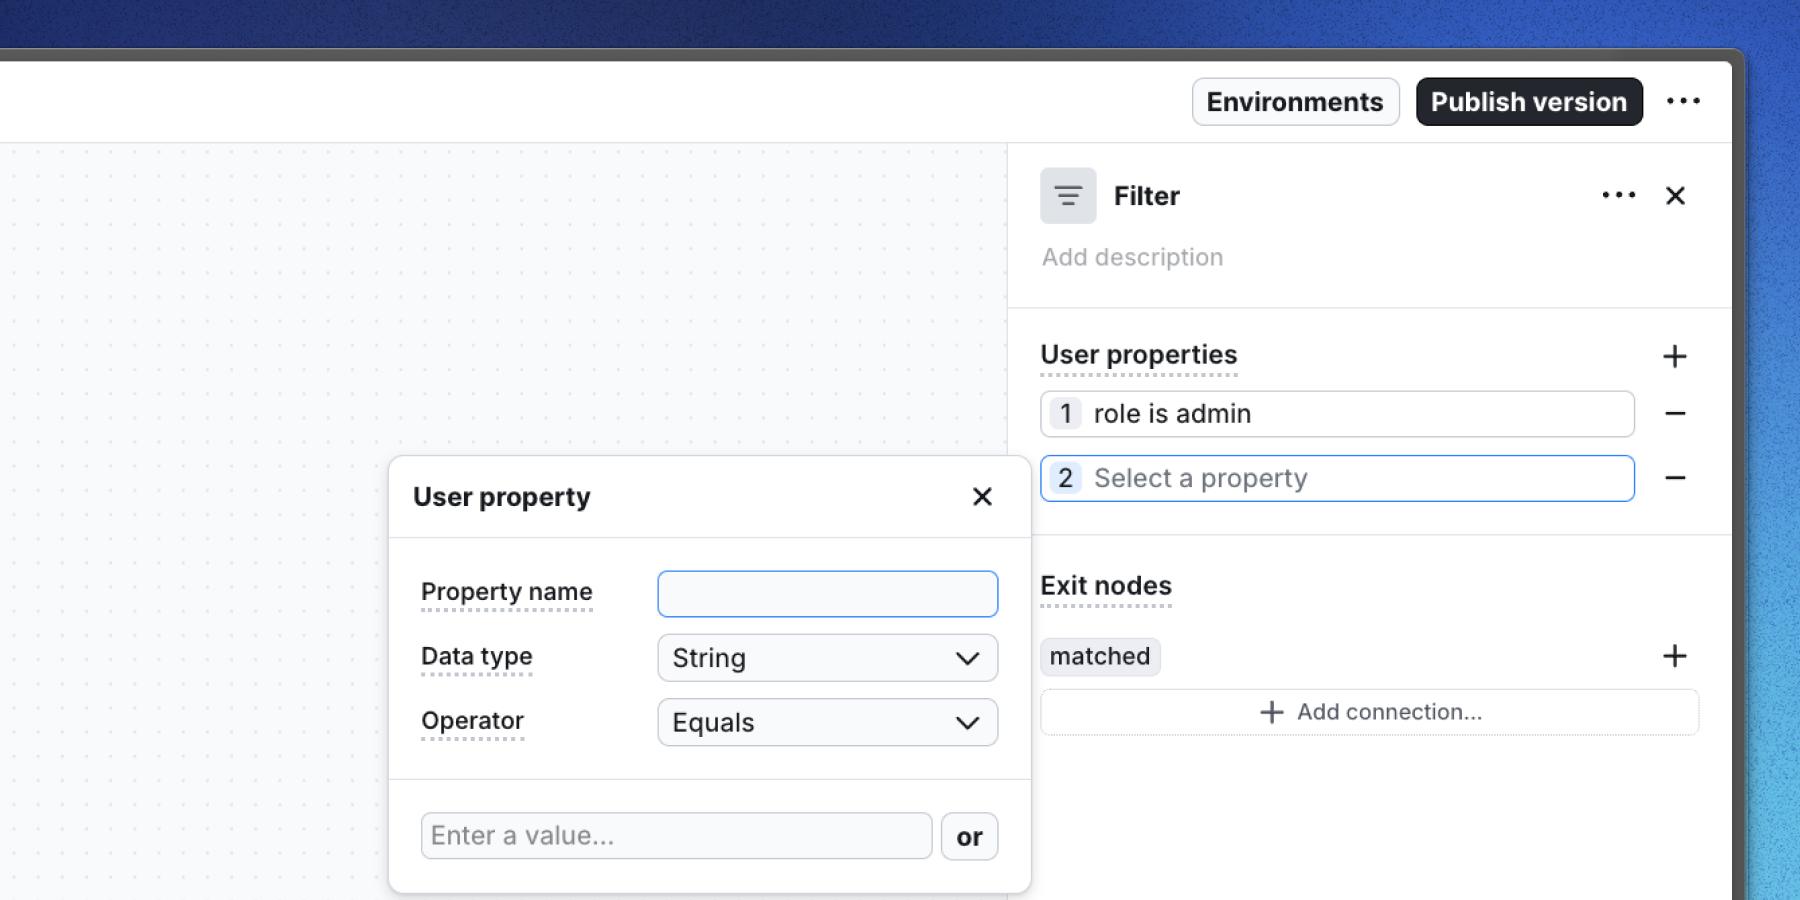 Environments
Publish version
Filter
Add description
User properties
1 role is admin
2 Select a property
User property
Property name
Data type String
Operator Equals
Enter a value... or
Exit nodes
matched
Add connection...